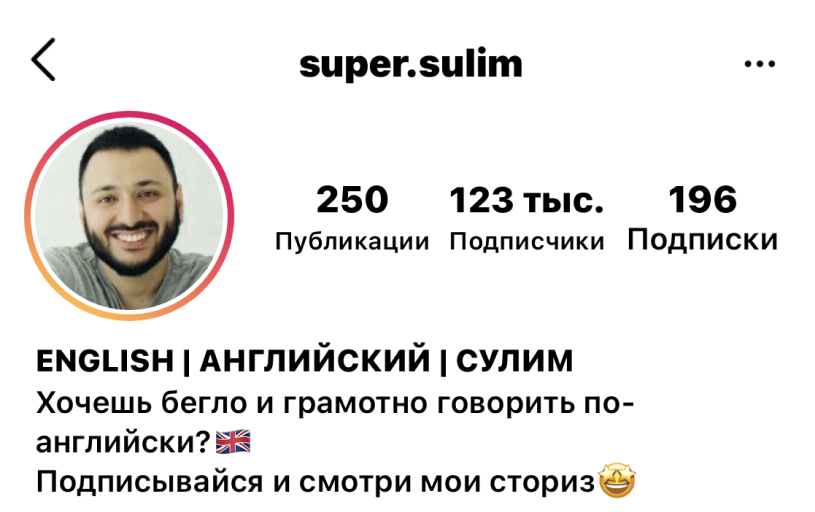 super.sulim
250 123 тыс. 196
Публикации Подписчики Подписки
ENGLISH | АНГЛИЙСКИЙ | СУЛИМ
Хочешь бегло и грамотно говорить по-
английски?🇬🇧
Подписывайся и смотри мои сториз🤩